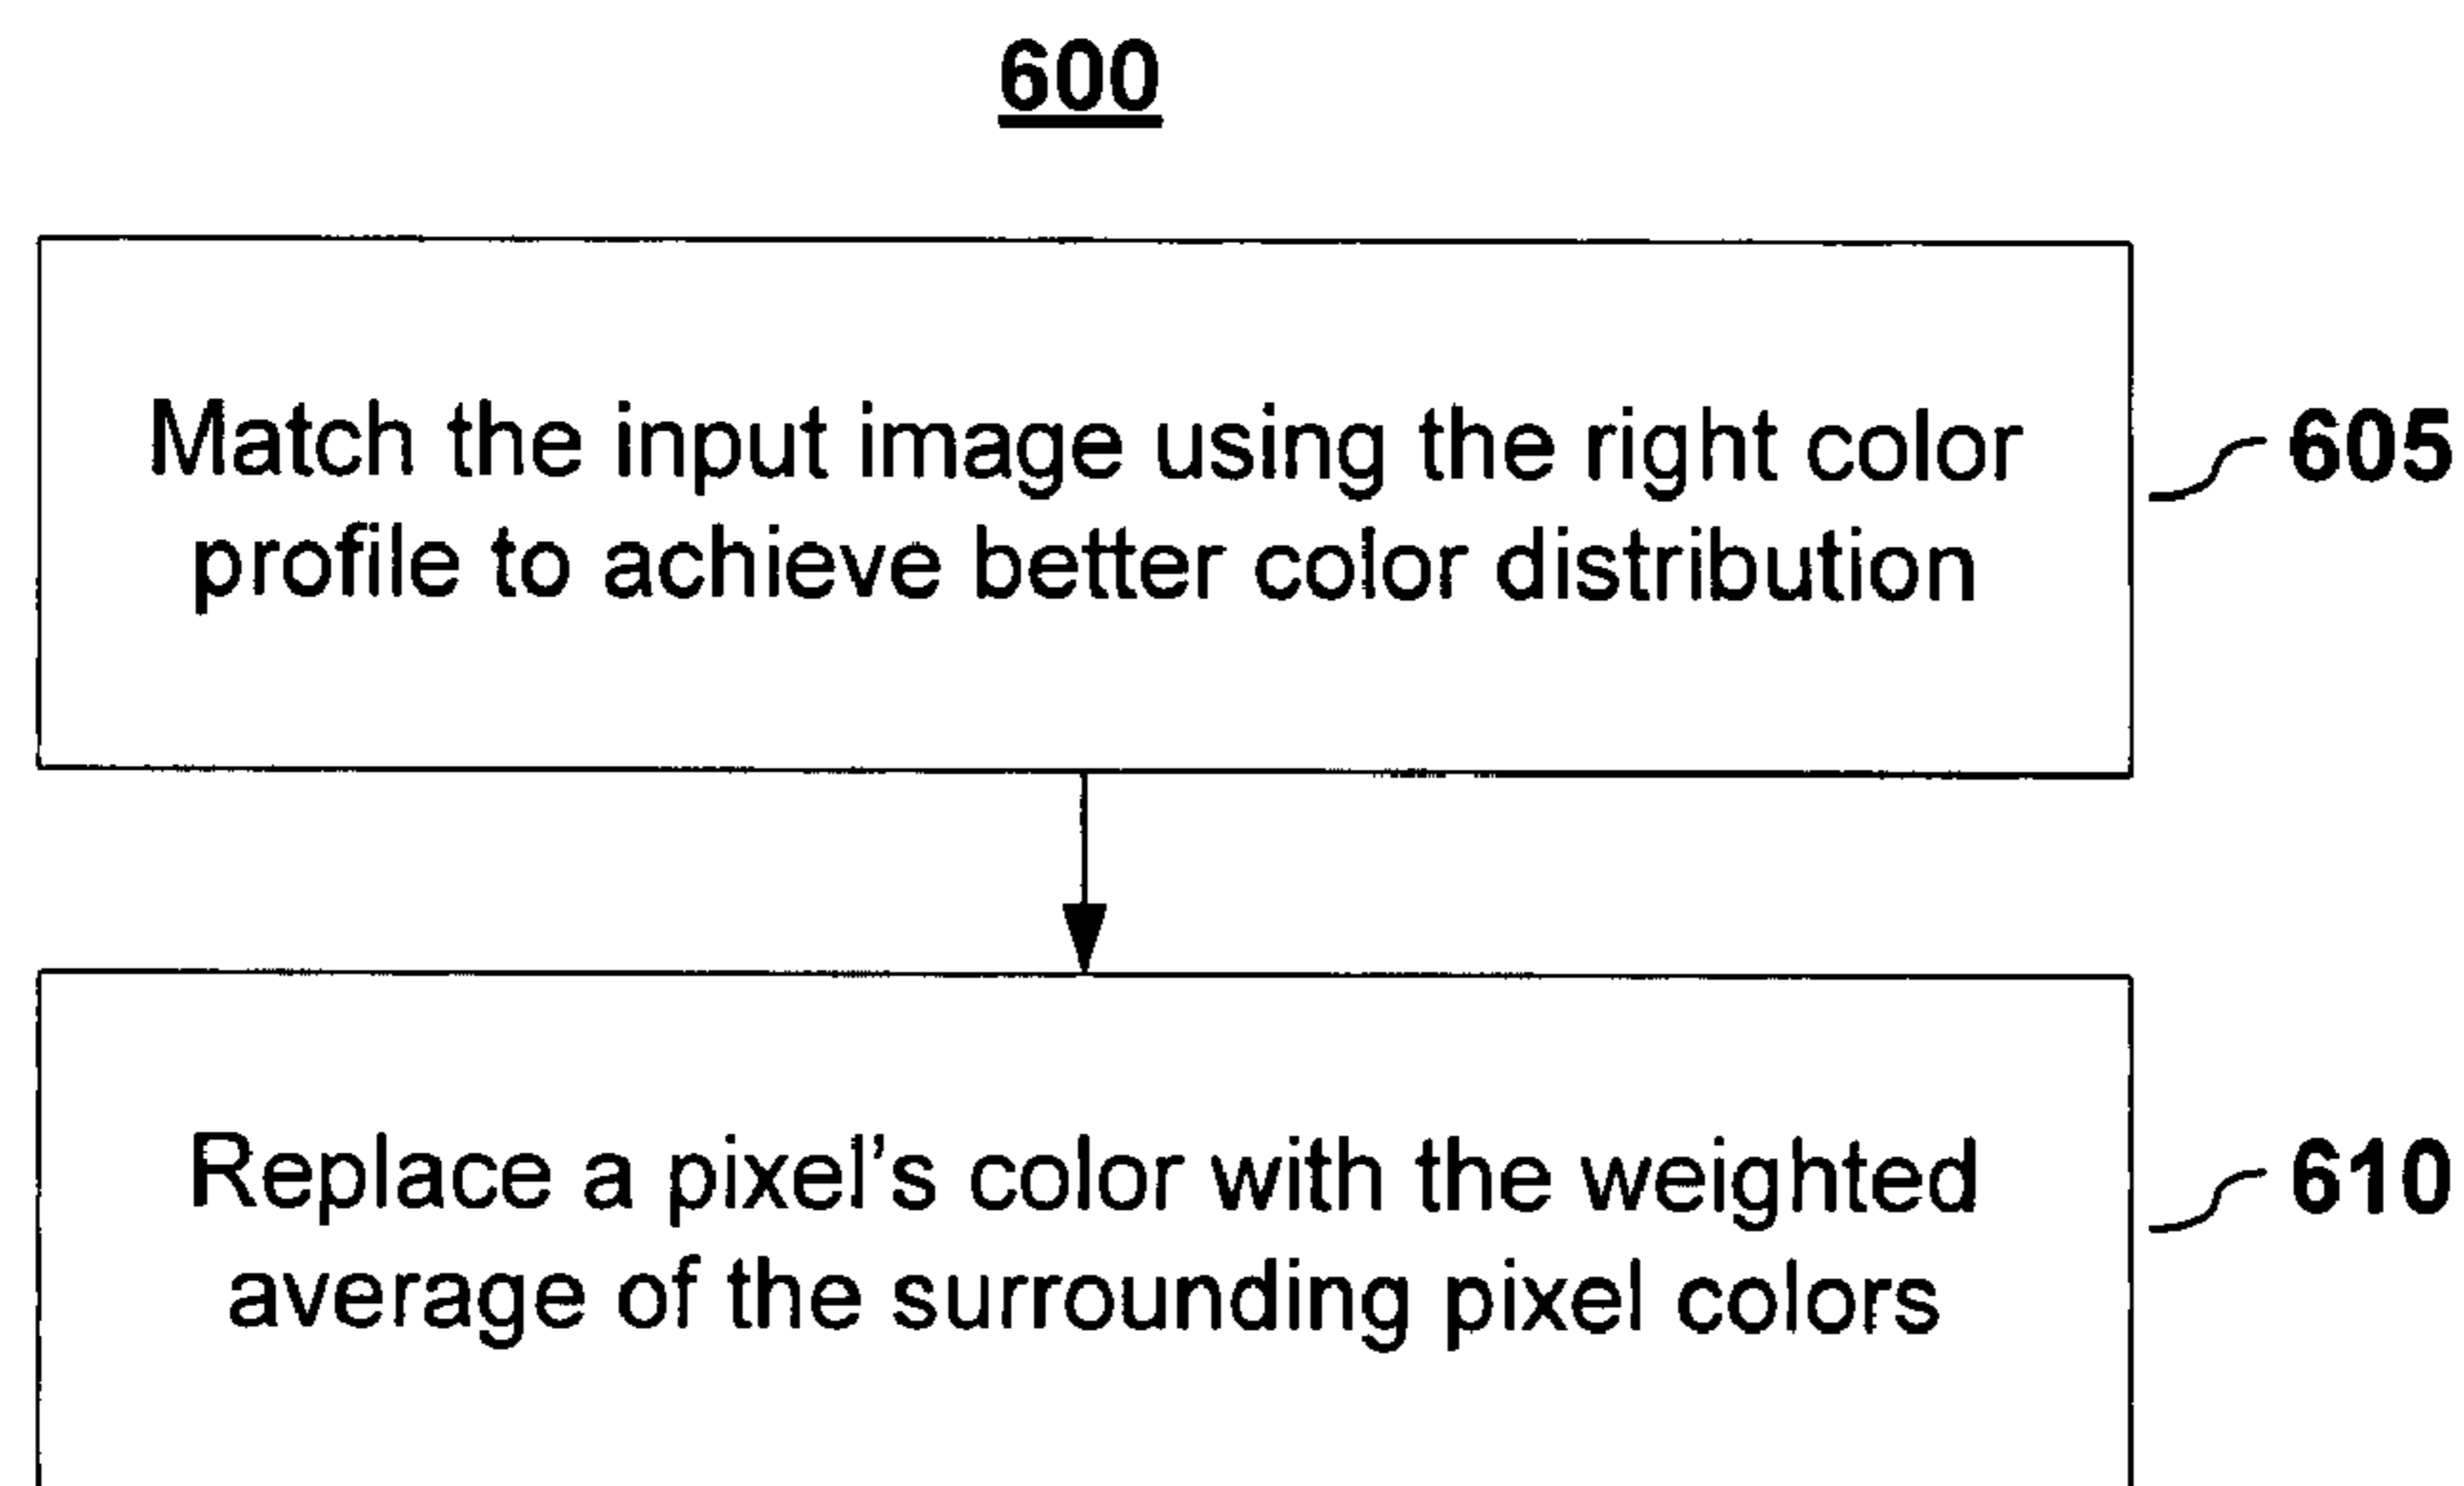 600
Match the input image using the right color
profile to achieve better color distribution
605
Replace a pixel's color with the weighted
average of the surrounding pixel colors
610